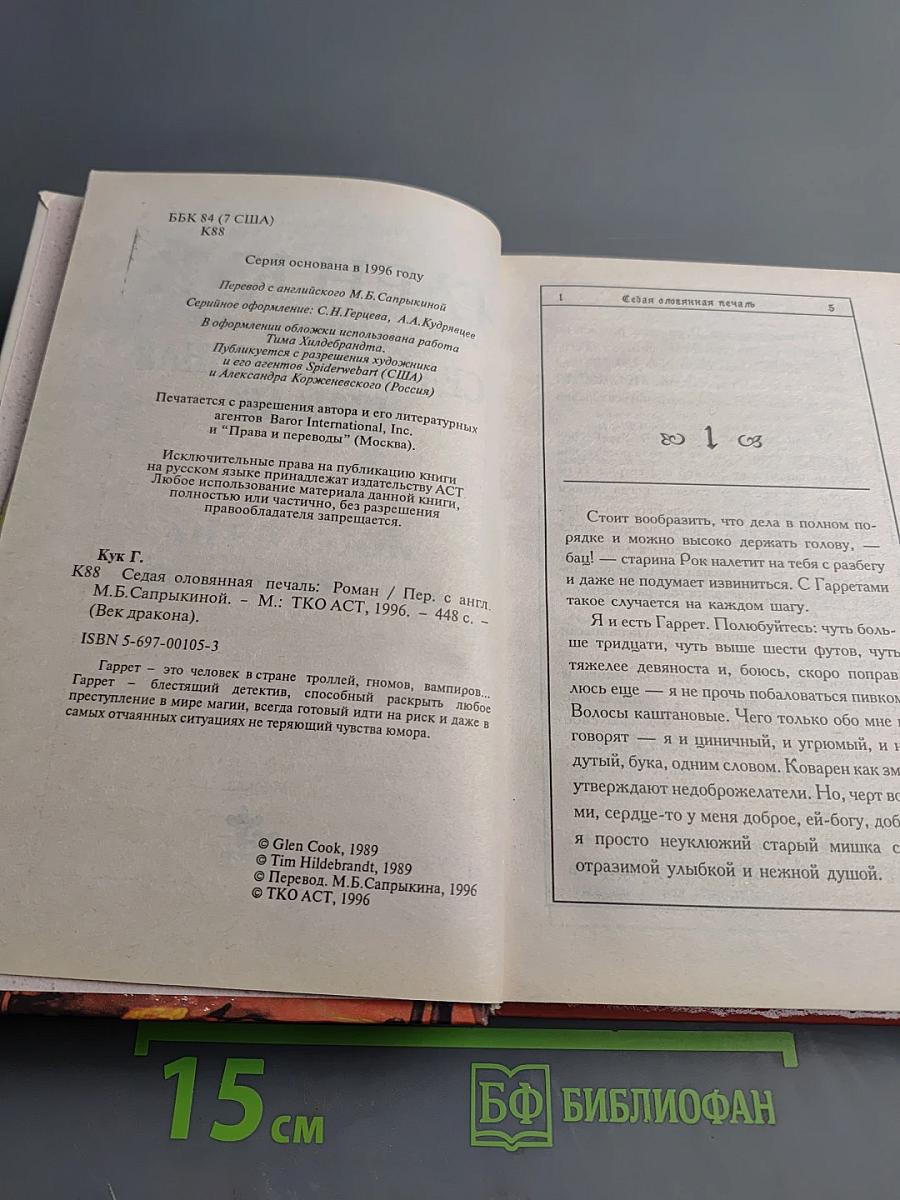 ББК 84 (7 США)
К88
Серия основана в 1996 году
Перевод с английского М.Б.Сапрыкиной
Серийное оформление: С.Н.Герцева, А.А.Кудрявцев
В оформлении обложки использована работа
Тима Хилдебрандта.
Публикуется с разрешения художника
и его агентов Spiderwebart (США)
и Александра Корженевского (Россия)
Печатается с разрешения автора и его литературных
агентов Baror International, Inc.
и “Права и переводы” (Москва).
Исключительные права на публикацию книги
на русском языке принадлежат издательству АСТ
Любое использование материала данной книги,
полностью или частично, без разрешения
правообладателя запрещается.
Кук Г.
К88 Седая оловянная печаль: Роман / Пер. с англ.
М.Б.Сапрыкиной. – М.: ТКО АСТ, 1996. – 448 с. –
(Век дракона).
ISBN 5-697-00105-3
Гаррет – это человек в стране троллей, гномов, вампиров...
Гаррет – блестящий детектив, способный раскрыть любое
преступление в мире магии, всегда готовый идти на риск и даже в
самых отчаянных ситуациях не теряющий чувства юмора.
© Glen Cook, 1989
© Tim Hildebrandt, 1989
© Перевод. М.Б.Сапрыкина, 1996
© ТКО АСТ, 1996
1 Седая оловянная печаль 5
1
Стоит вообразить, что дела в полном по-
рядке и можно высоко держать голову, —
бац! — старина Рок налетит на тебя с разбегу
и даже не подумает извиниться. С Гарретами
такое случается на каждом шагу.
Я и есть Гаррет. Полюбуйтесь: чуть боль-
ше тридцати, чуть выше шести футов, чуть
тяжелее девяноста и, боюсь, скоро поправ
люсь еще — я не прочь побаловаться пивком
Волосы каштановые. Чего только обо мне
говорят — я и циничный, и угрюмый, и н
дутый, бука, одним словом. Коварен как зм
утверждают недоброжелатели. Но, черт во
ми, сердце-то у меня доброе, ей-богу, доб
я просто неуклюжий старый мишка с
отразимой улыбкой и нежной душой.
15 см
БФ БИБЛИОФАН